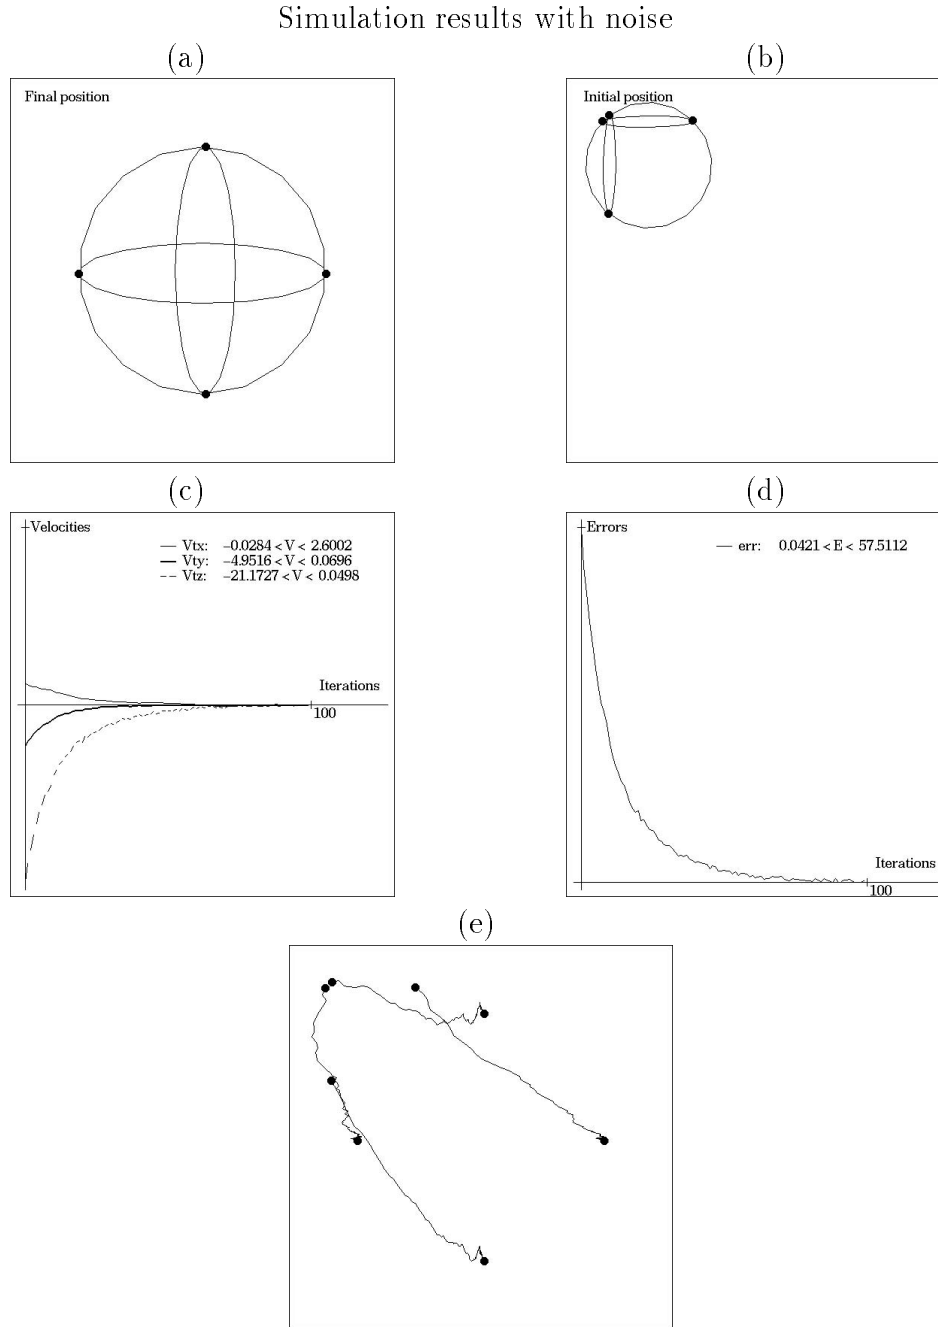 Simulation results with noise
(a)
(b)
Final position
Initial position
(c)
(d)
Velocities
Vtx: −0.0284 < V < 2.6002
Vty: −4.9516 < V < 0.0696
Vtz: −21.1727 < V < 0.0498
Iterations
100
Errors
err: 0.0421 < E < 57.5112
Iterations
100
(e)